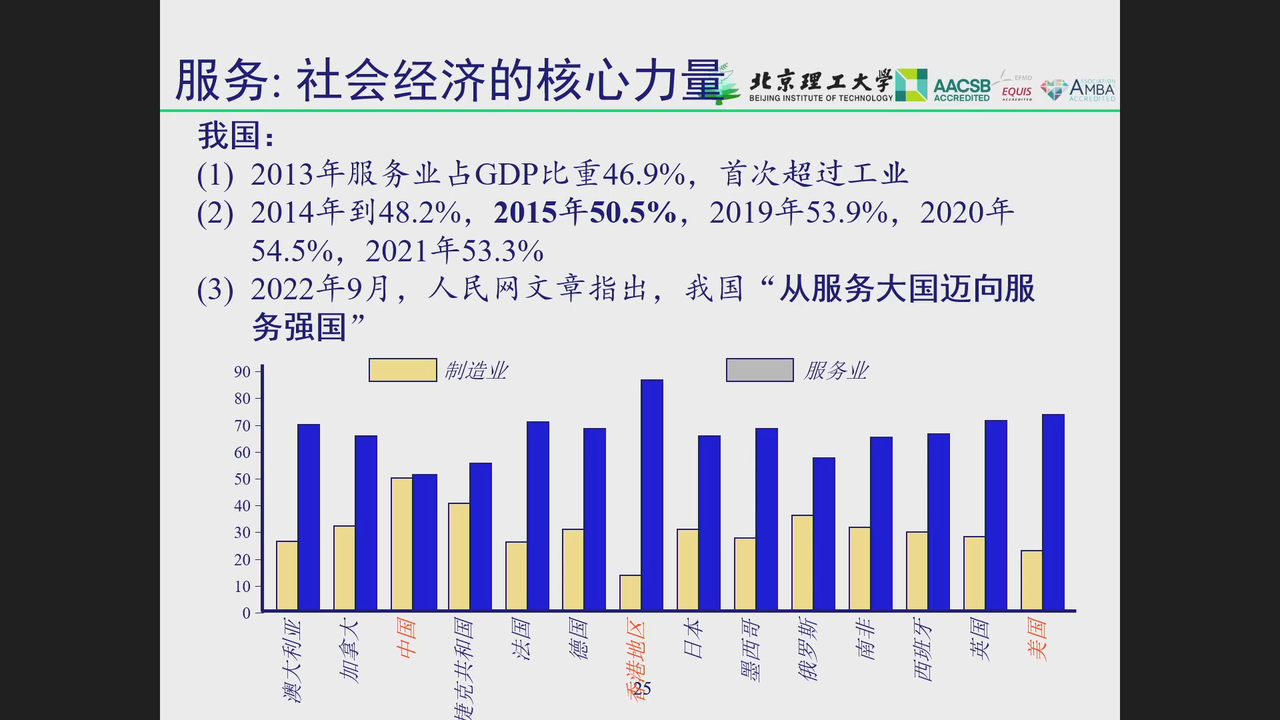 服务: 社会经济的核心力量
北京理工大学
BEIJING INSTITUTE OF TECHNOLOGY
AACSB
ACCREDITED
EFMD
EQUIS
ACCREDITED
ASSOCIATION
AMBA
ACCREDITED
我国：
(1) 2013年服务业占GDP比重46.9%，首次超过工业
(2) 2014年到48.2%，2015年50.5%，2019年53.9%，2020年
54.5%，2021年53.3%
(3) 2022年9月，人民网文章指出，我国“从服务大国迈向服
务强国”
制造业
服务业
90
80
70
60
50
40
30
20
10
0
澳大利亚
加拿大
中国
捷克共和国
法国
德国
香港地区
日本
墨西哥
俄罗斯
南非
西班牙
英国
美国
25